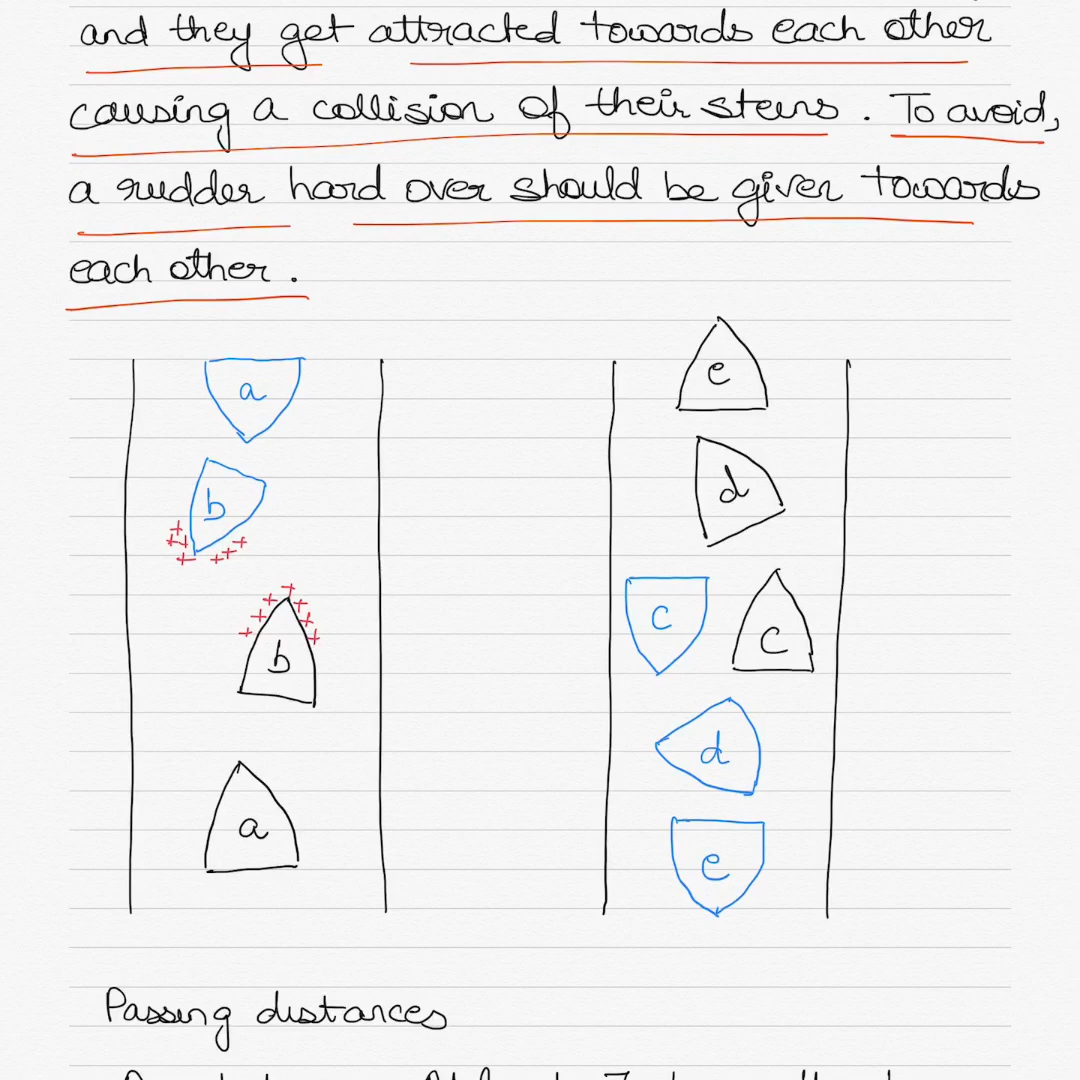 and they get attracted towards each other
causing a collision of their sterns. To avoid,
a rudder hard over should be given towards
each other.
a
b
+ + + + + + +
+ + + + + + +
b
a
e
d
c c
d
e
Passing distances